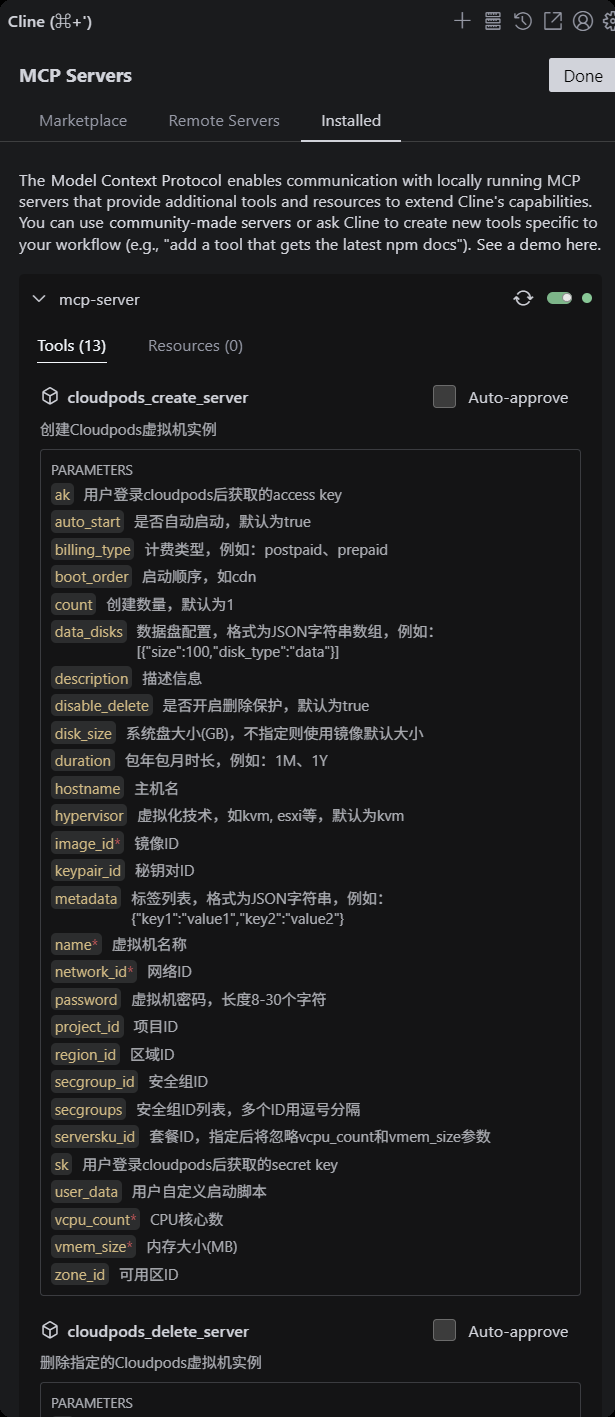 Cline (⌘+')
MCP Servers
Done
Marketplace
Remote Servers
Installed
The Model Context Protocol enables communication with locally running MCP
servers that provide additional tools and resources to extend Cline's capabilities.
You can use community-made servers or ask Cline to create new tools specific to
your workflow (e.g., "add a tool that gets the latest npm docs"). See a demo here.
mcp-server
Tools (13)
Resources (0)
cloudpods_create_server
Auto-approve
创建Cloudpods虚拟机实例
PARAMETERS
ak 用户登录cloudpods后获取的access key
auto_start 是否自动启动，默认为true
billing_type 计费类型，例如：postpaid、prepaid
boot_order 启动顺序，如cdn
count 创建数量，默认为1
data_disks 数据盘配置，格式为JSON字符串数组，例如：
[{"size":100,"disk_type":"data"}]
description 描述信息
disable_delete 是否开启删除保护，默认为true
disk_size 系统盘大小(GB)，不指定则使用镜像默认大小
duration 包年包月时长，例如：1M、1Y
hostname 主机名
hypervisor 虚拟化技术，如kvm, esxi等，默认为kvm
image_id* 镜像ID
keypair_id 秘钥对ID
metadata 标签列表，格式为JSON字符串，例如：
{"key1":"value1","key2":"value2"}
name* 虚拟机名称
network_id* 网络ID
password 虚拟机密码，长度8-30个字符
project_id 项目ID
region_id 区域ID
secgroup_id 安全组ID
secgroups 安全组ID列表，多个ID用逗号分隔
serversku_id 套餐ID，指定后将忽略vcpu_count和vmem_size参数
sk 用户登录cloudpods后获取的secret key
user_data 用户自定义启动脚本
vcpu_count* CPU核心数
vmem_size* 内存大小(MB)
zone_id 可用区ID
cloudpods_delete_server
Auto-approve
删除指定的Cloudpods虚拟机实例
PARAMETERS